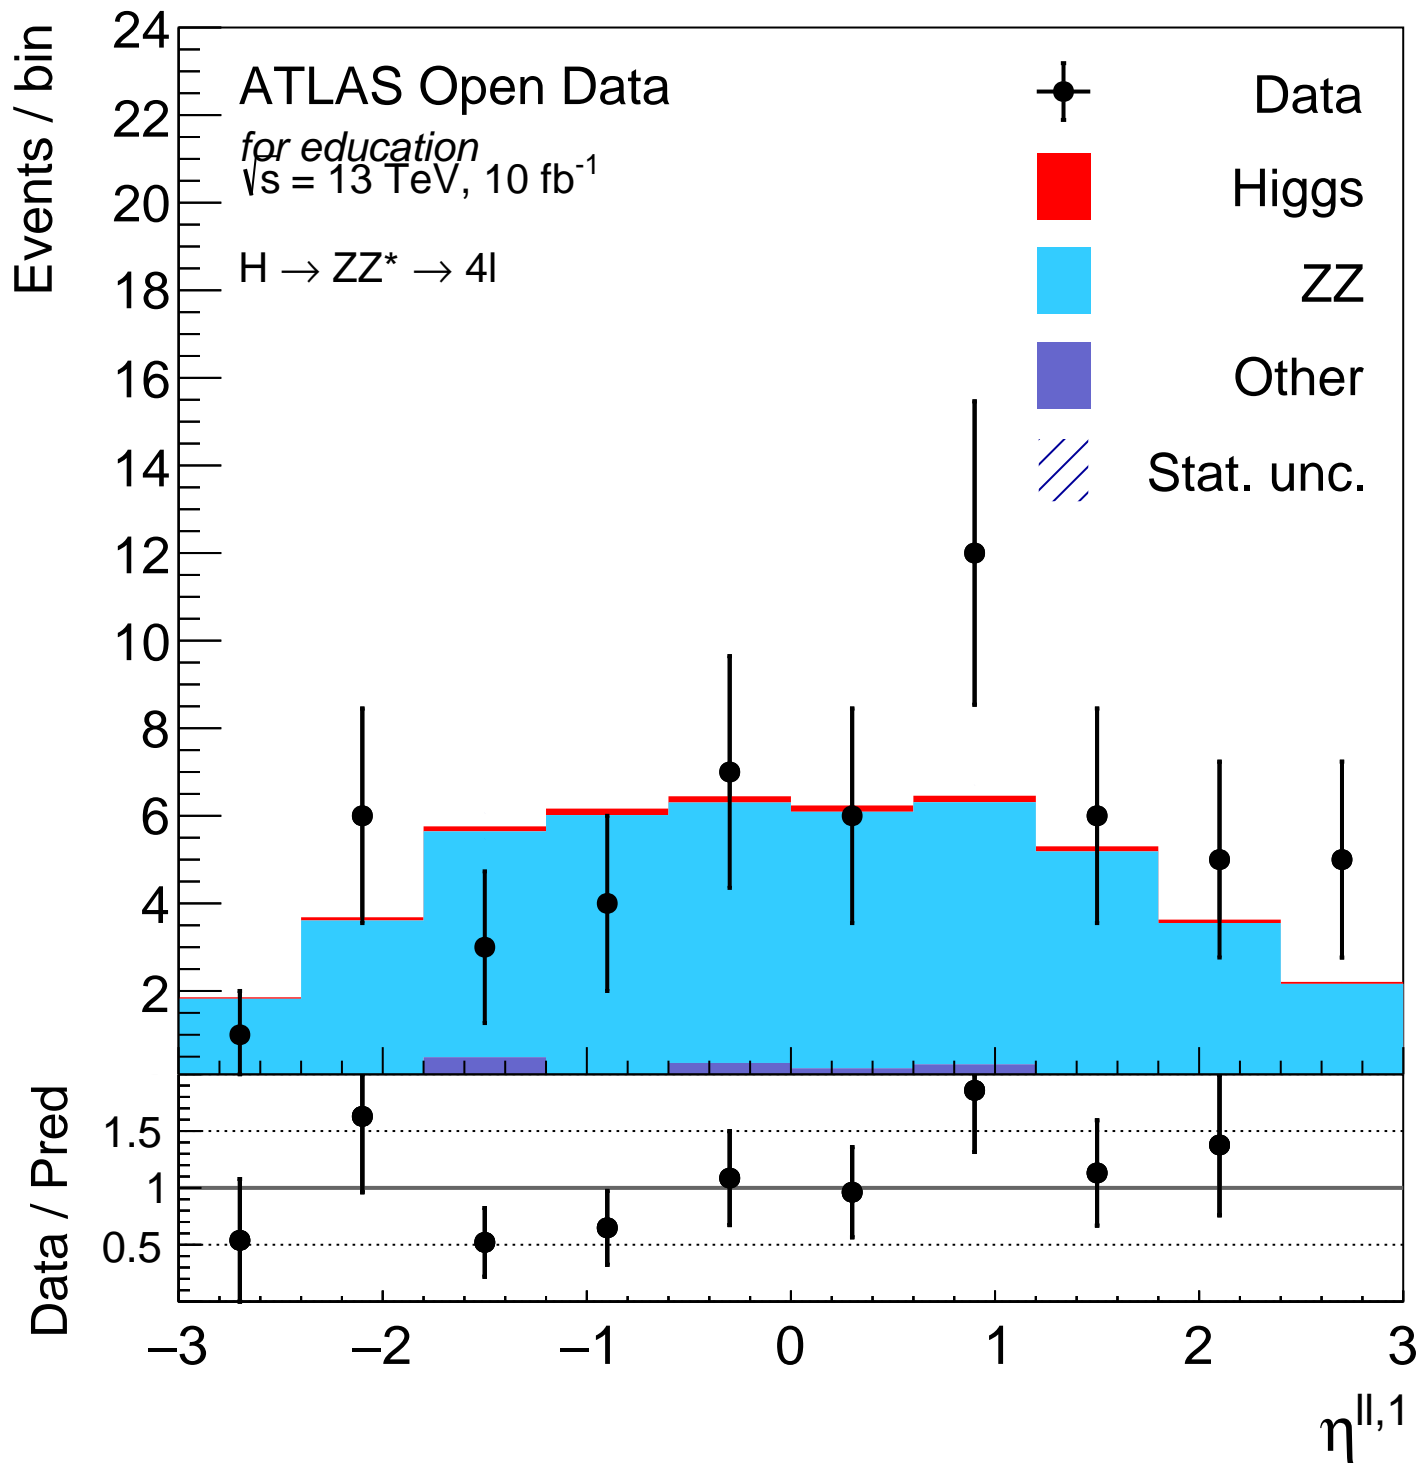 Events / bin
24
22
20
18
16
14
12
10
8
6
4
2
ATLAS Open Data
for education
√s = 13 TeV, 10 fb⁻¹
H → ZZ* → 4l
Data
Higgs
ZZ
Other
Stat. unc.
Data / Pred
1.5
1
0.5
–3 –2 –1 0 1 2 3
η^ll,1